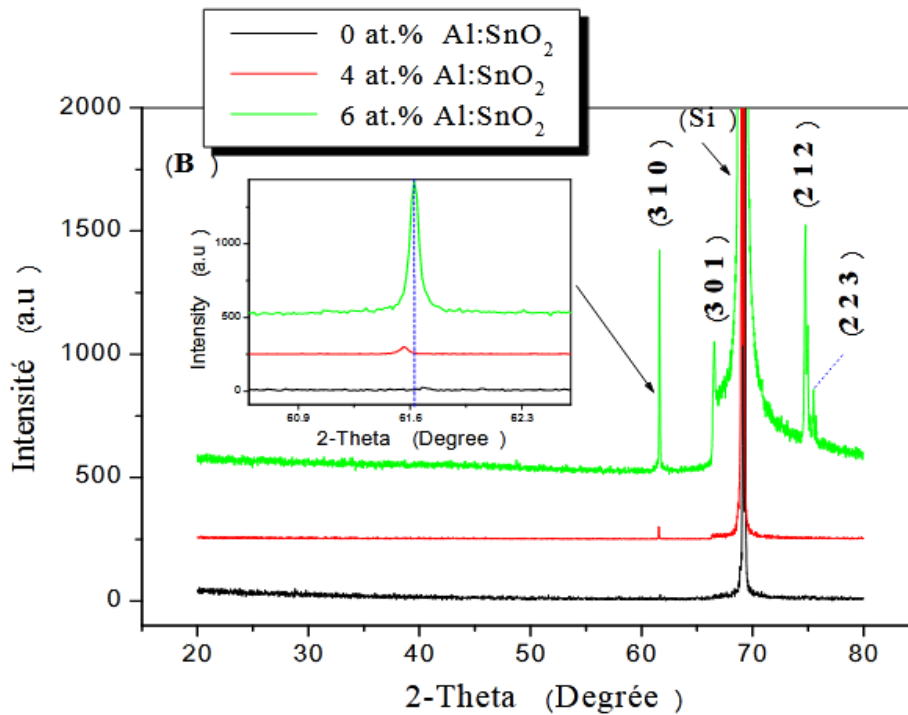 0 at.% Al:SnO₂
4 at.% Al:SnO₂
6 at.% Al:SnO₂
(B )
(Si )
(3 1 0)
(3 0 1)
(2 1 2)
(2 2 3)
Intensité (a.u )
2000
1500
1000
500
0
20 30 40 50 60 70 80
2-Theta (Degrée )
Intensity (a.u )
1000
500
0
60.9 61.6 62.3
2-Theta (Degree )